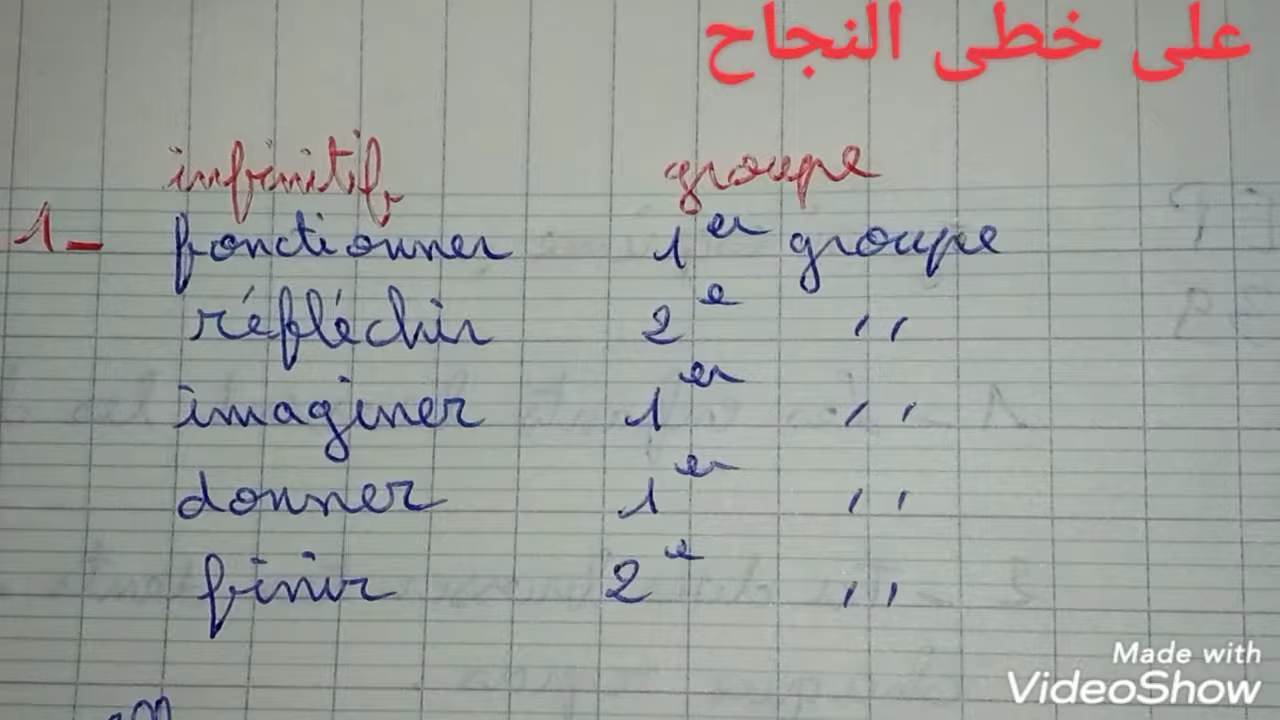 على خطى النجاح
infinitif groupe
1- fonctionner 1er groupe
réfléchir 2e ,,
imaginer 1er ,,
donner 1er ,,
finir 2e ,,
Made with
VideoShow